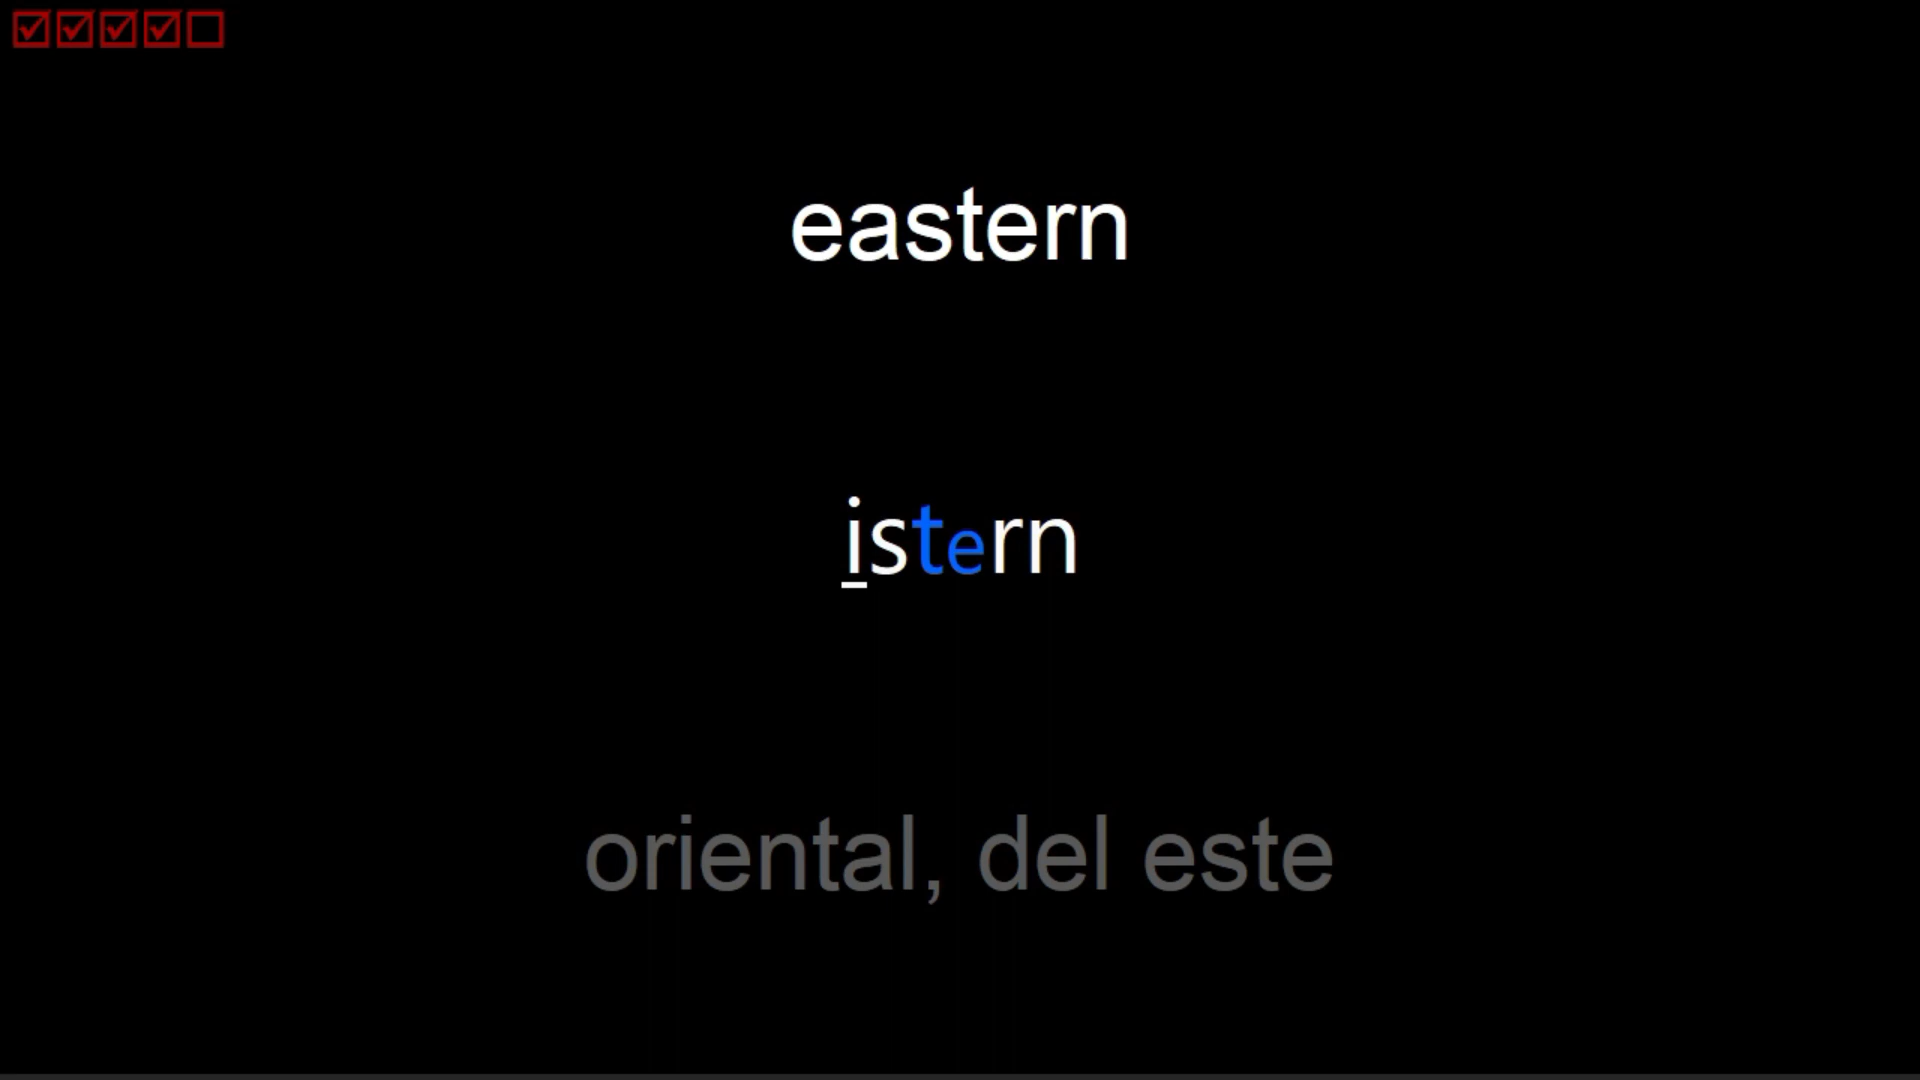 ☑☑☑☑☐
eastern
istern
oriental, del este